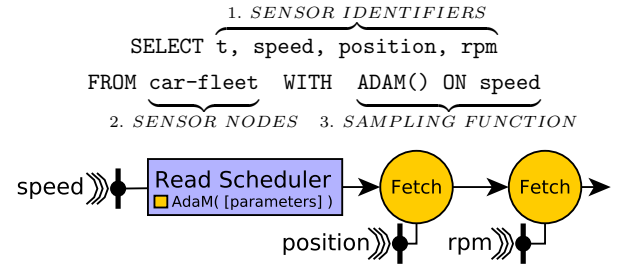 1. SENSOR IDENTIFIERS
SELECT t, speed, position, rpm
FROM car-fleet WITH ADAM() ON speed
2. SENSOR NODES 3. SAMPLING FUNCTION
speed Read Scheduler Fetch Fetch
AdaM( [parameters] )
position rpm